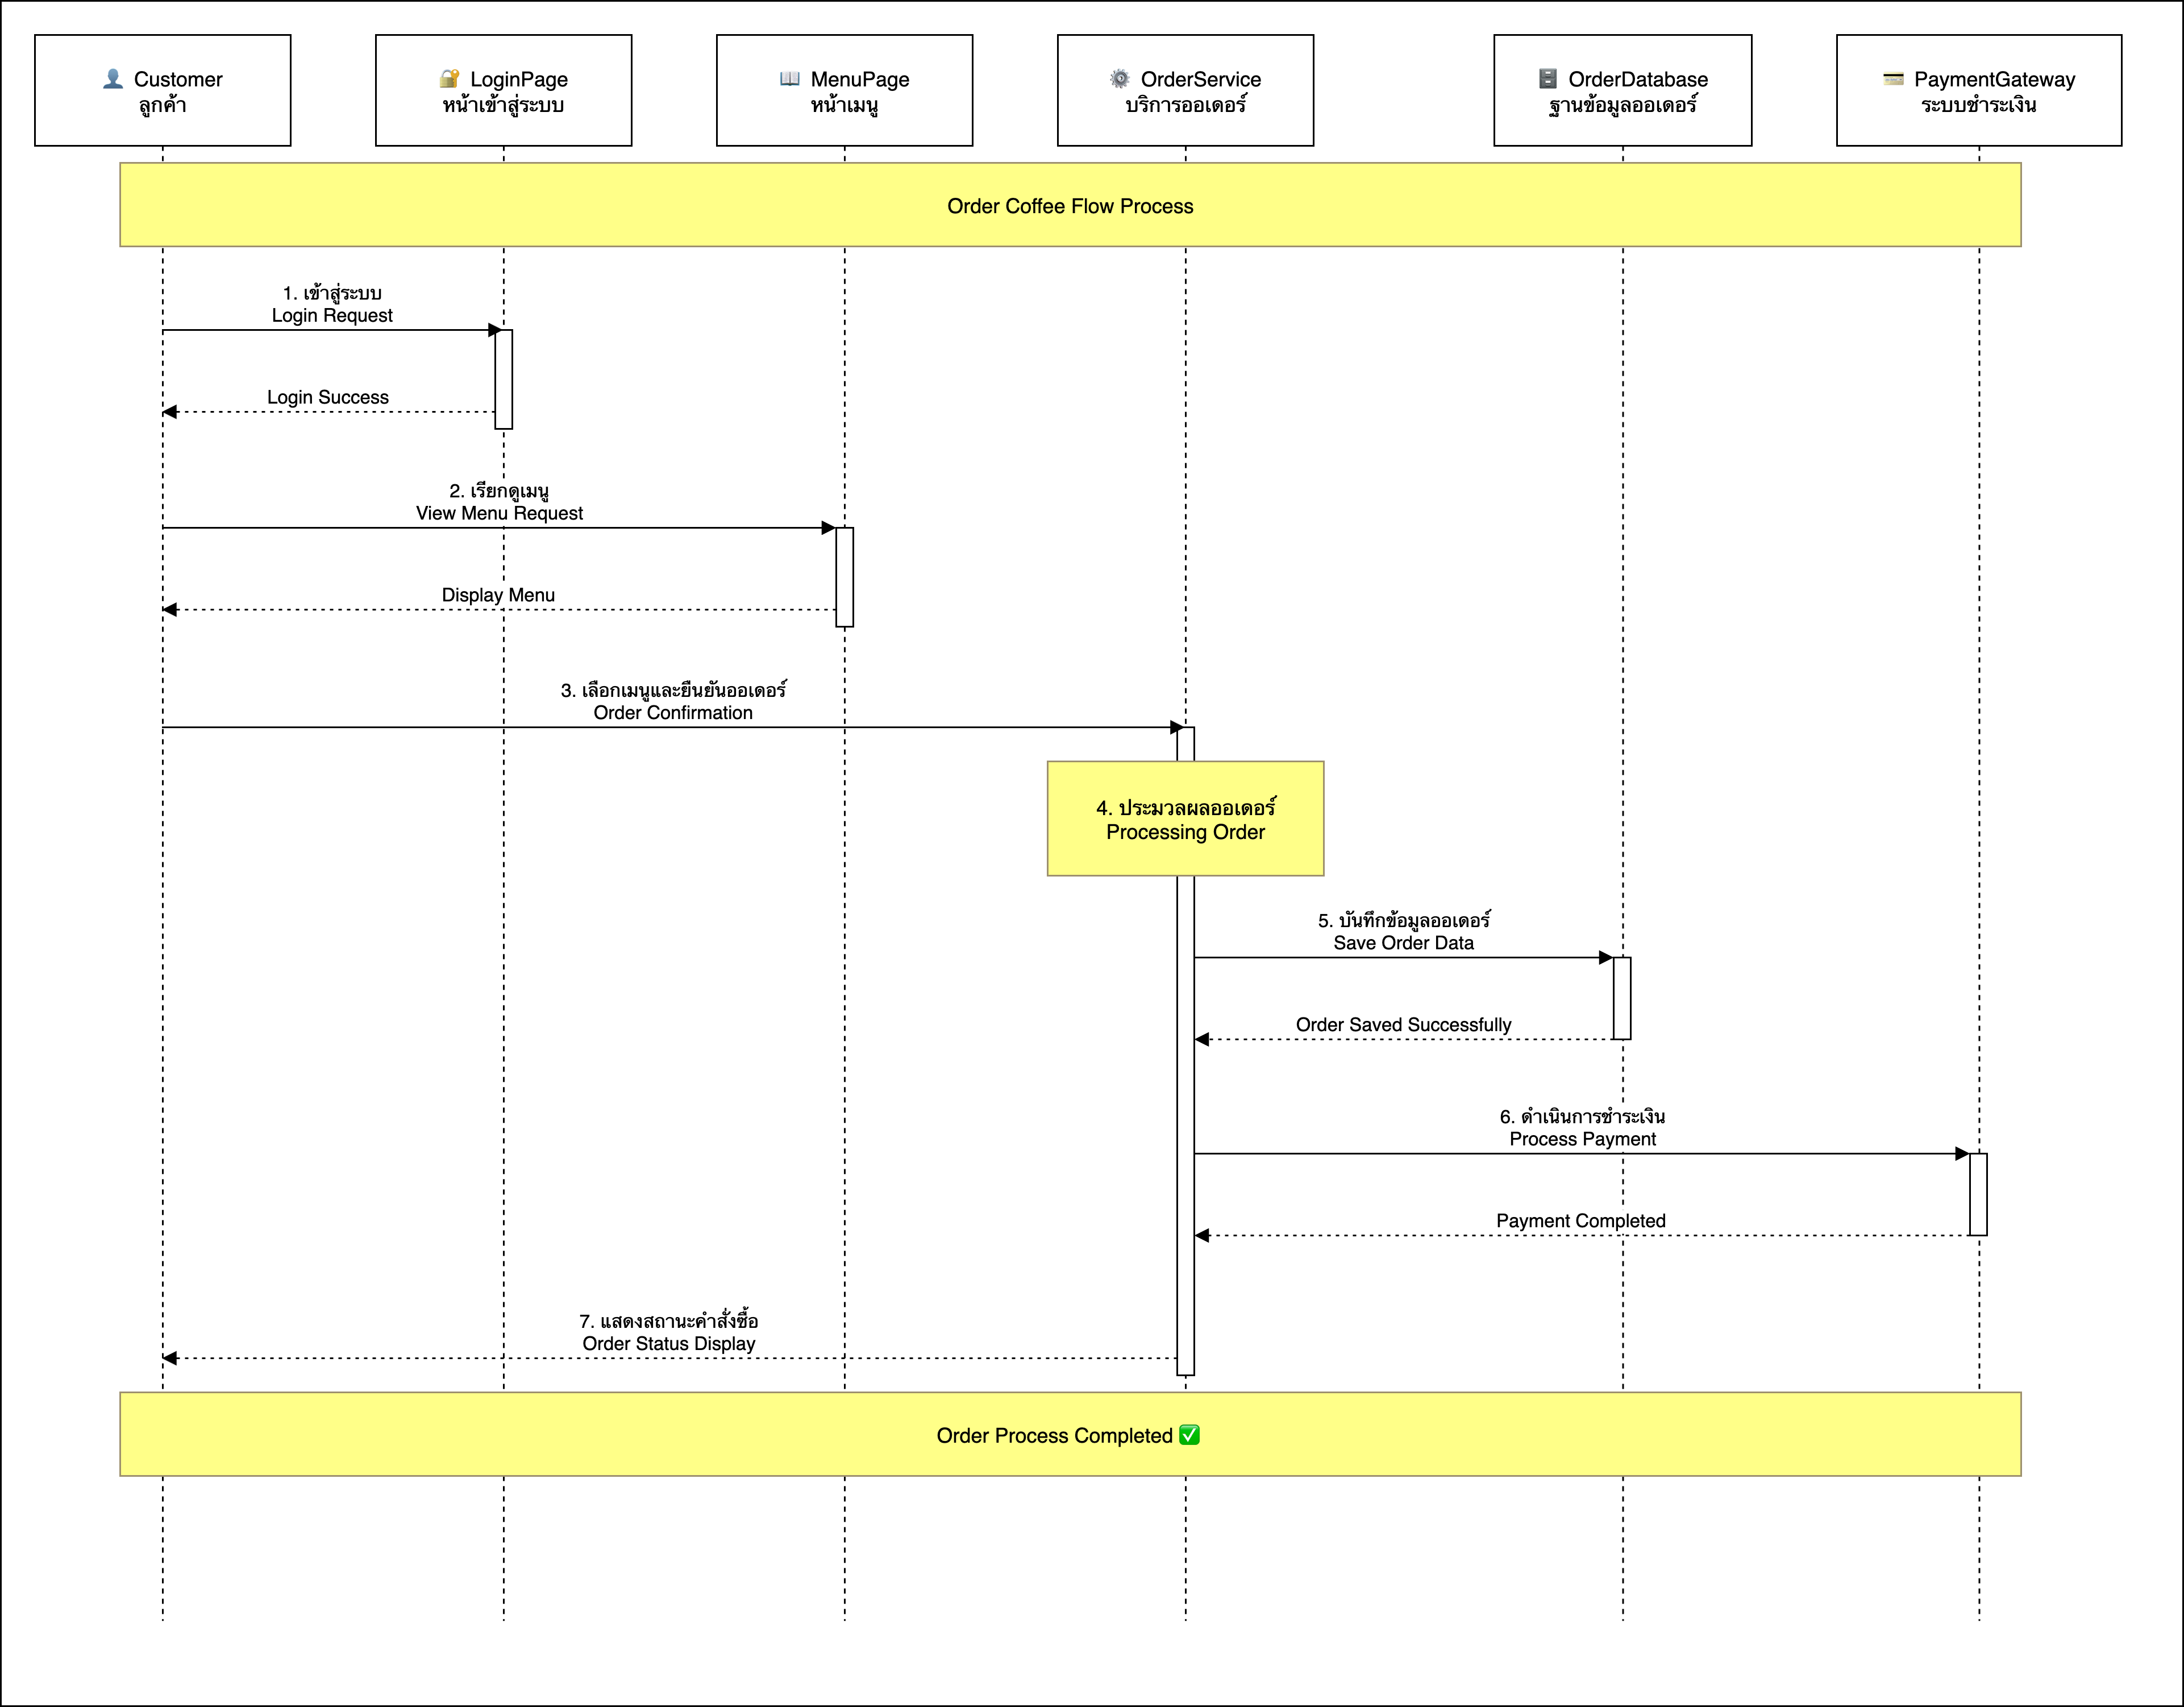 👤 Customer
ลูกค้า
🔐 LoginPage
หน้าเข้าสู่ระบบ
📖 MenuPage
หน้าเมนู
⚙️ OrderService
บริการออเดอร์
🗄️ OrderDatabase
ฐานข้อมูลออเดอร์
💳 PaymentGateway
ระบบชำระเงิน
Order Coffee Flow Process
1. เข้าสู่ระบบ
Login Request
Login Success
2. เรียกดูเมนู
View Menu Request
Display Menu
3. เลือกเมนูและยืนยันออเดอร์
Order Confirmation
4. ประมวลผลออเดอร์
Processing Order
5. บันทึกข้อมูลออเดอร์
Save Order Data
Order Saved Successfully
6. ดำเนินการชำระเงิน
Process Payment
Payment Completed
7. แสดงสถานะคำสั่งซื้อ
Order Status Display
Order Process Completed ✅